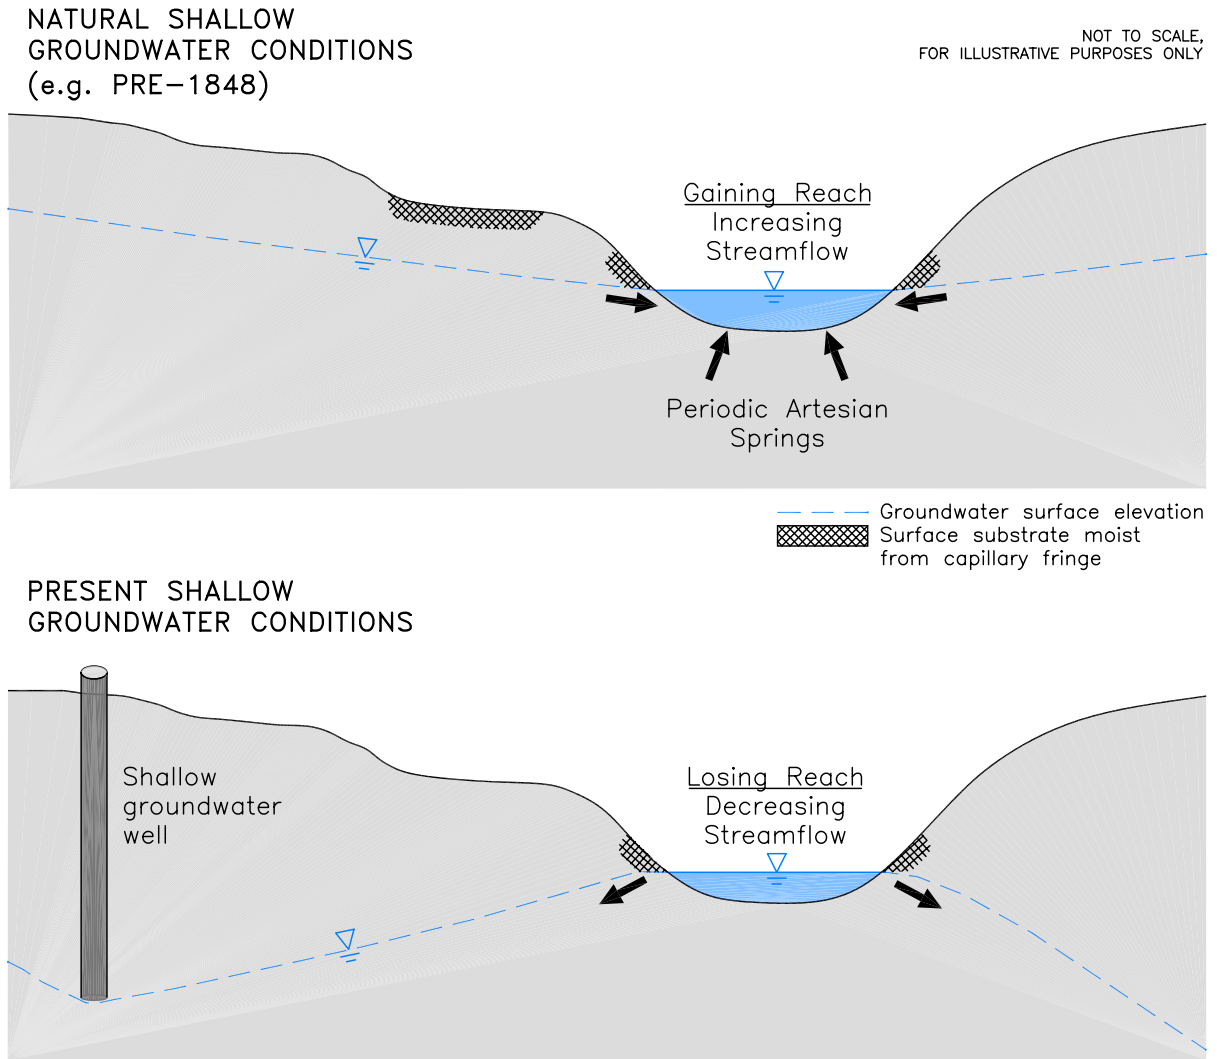 NATURAL SHALLOW
GROUNDWATER CONDITIONS
(e.g. PRE-1848)
NOT TO SCALE,
FOR ILLUSTRATIVE PURPOSES ONLY
Gaining Reach
Increasing
Streamflow
Periodic Artesian
Springs
Groundwater surface elevation
Surface substrate moist
from capillary fringe
PRESENT SHALLOW
GROUNDWATER CONDITIONS
Shallow
groundwater
well
Losing Reach
Decreasing
Streamflow